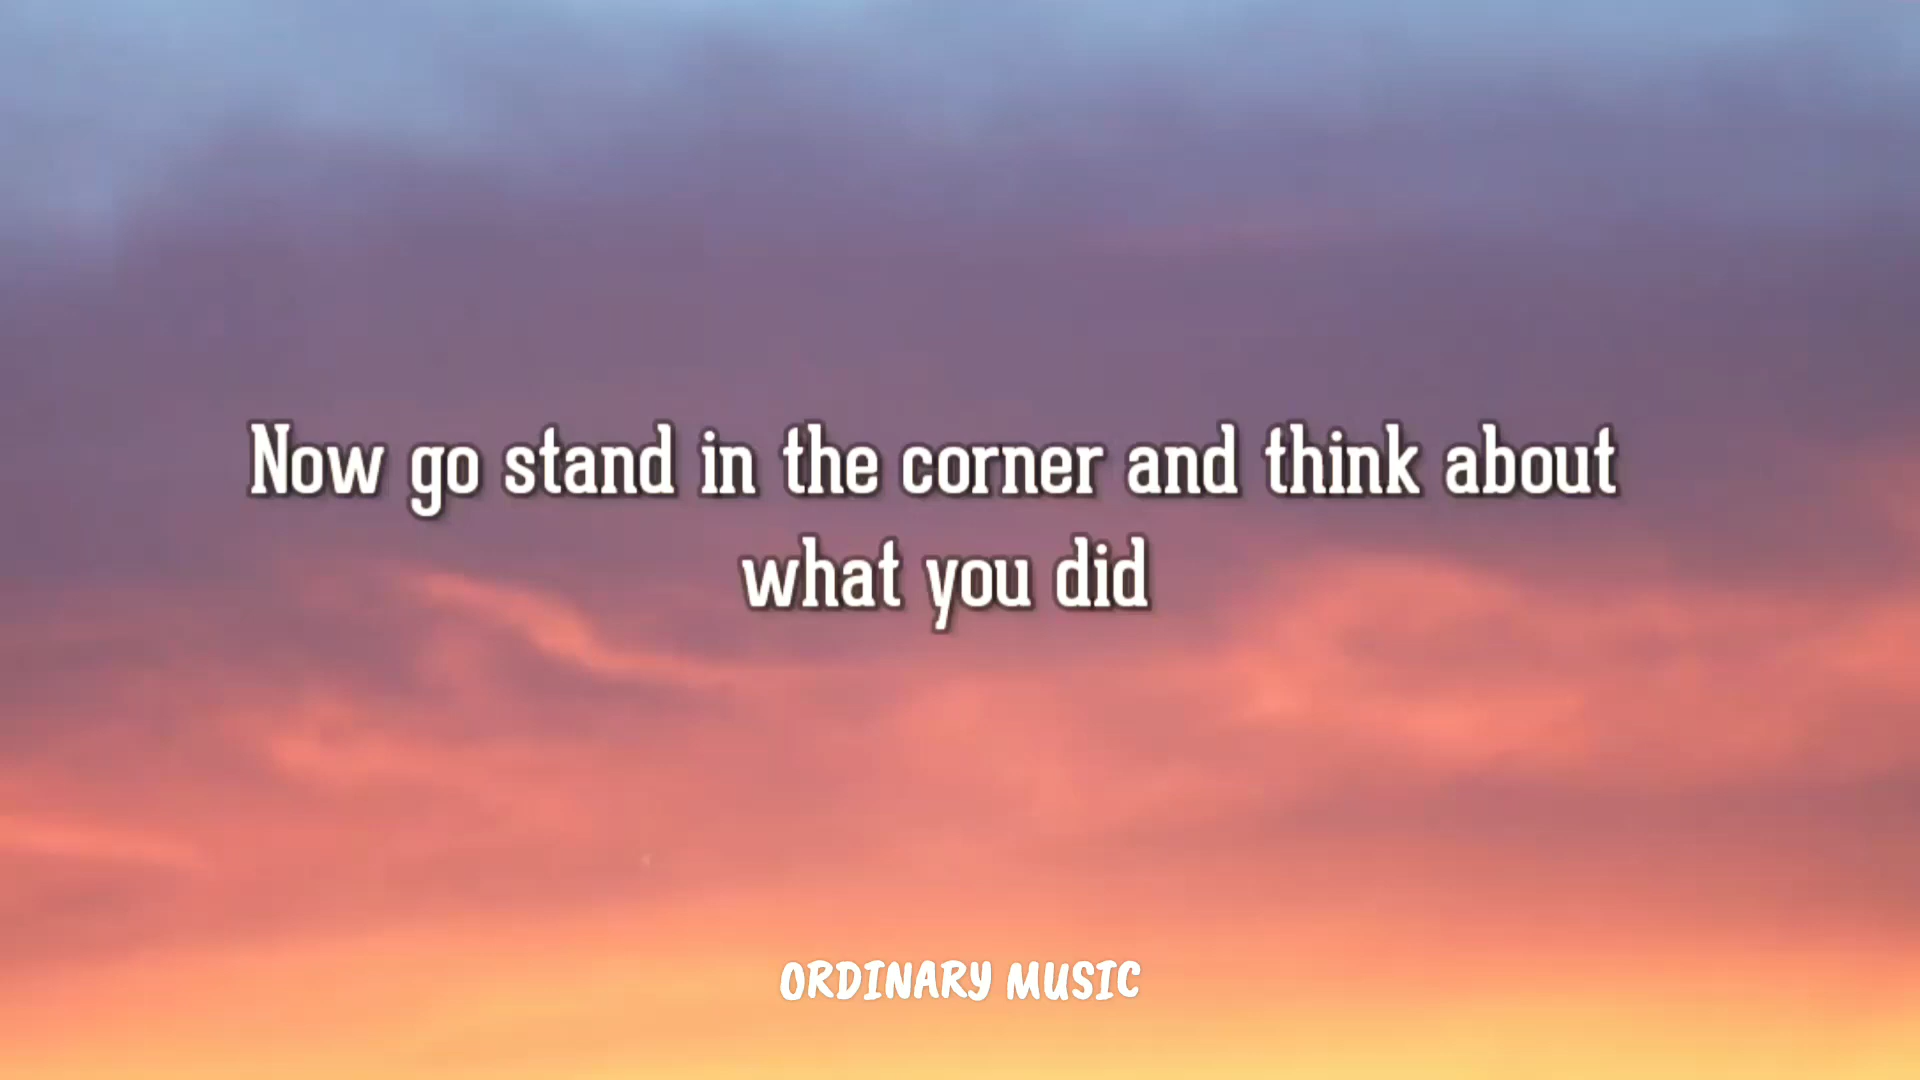 Now go stand in the corner and think about
what you did
ORDINARY MUSIC